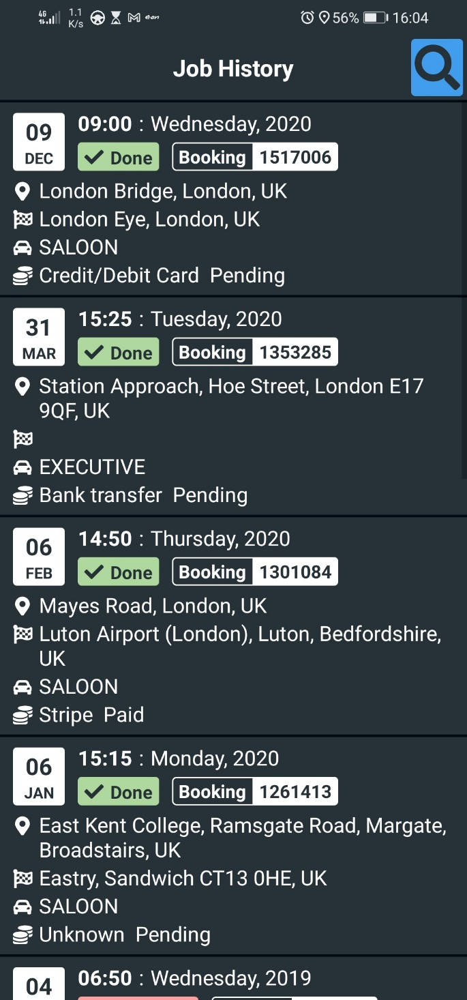 4G 1.1 K/s e-on 56% 16:04
Job History
09 09:00 : Wednesday, 2020
DEC Done Booking 1517006
London Bridge, London, UK
London Eye, London, UK
SALOON
Credit/Debit Card Pending
31 15:25 : Tuesday, 2020
MAR Done Booking 1353285
Station Approach, Hoe Street, London E17
9QF, UK
EXECUTIVE
Bank transfer Pending
06 14:50 : Thursday, 2020
FEB Done Booking 1301084
Mayes Road, London, UK
Luton Airport (London), Luton, Bedfordshire,
UK
SALOON
Stripe Paid
06 15:15 : Monday, 2020
JAN Done Booking 1261413
East Kent College, Ramsgate Road, Margate,
Broadstairs, UK
Eastry, Sandwich CT13 0HE, UK
SALOON
Unknown Pending
04 06:50 : Wednesday, 2019